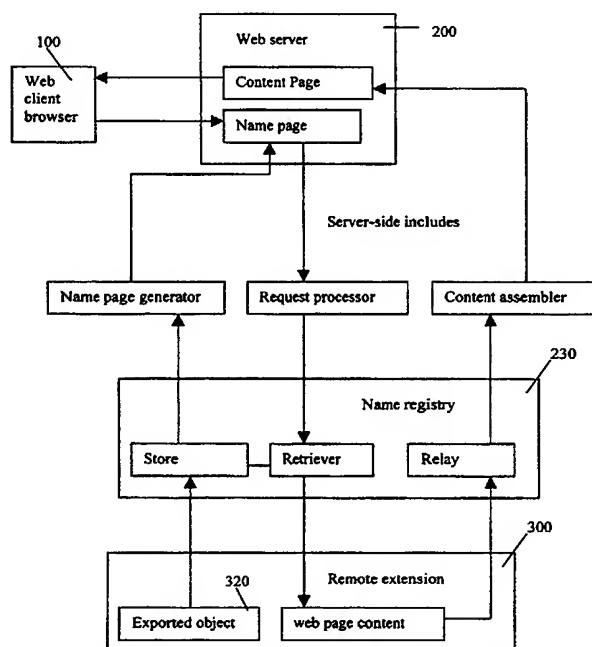 Web server
200
100
Web
client
browser
Content Page
Name page
Server-side includes
Name page generator
Request processor
Content assembler
230
Name registry
Store
Retriever
Relay
300
Remote extension
320
Exported object
web page content